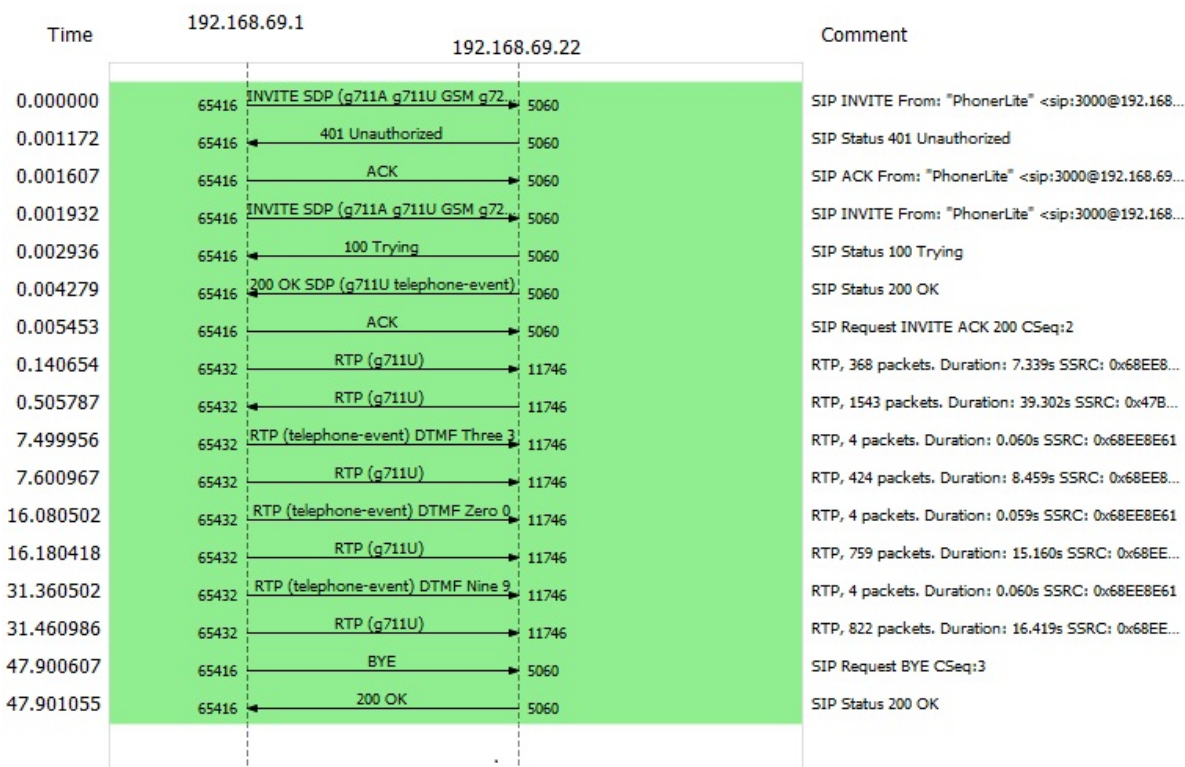 Time 192.168.69.1 192.168.69.22 Comment
0.000000 65416 INVITE SDP (g711A g711U GSM g72... 5060 SIP INVITE From: "PhonerLite" <sip:3000@192.168...
0.001172 65416 401 Unauthorized 5060 SIP Status 401 Unauthorized
0.001607 65416 ACK 5060 SIP ACK From: "PhonerLite" <sip:3000@192.168.69...
0.001932 65416 INVITE SDP (g711A g711U GSM g72... 5060 SIP INVITE From: "PhonerLite" <sip:3000@192.168...
0.002936 65416 100 Trying 5060 SIP Status 100 Trying
0.004279 65416 200 OK SDP (g711U telephone-event) 5060 SIP Status 200 OK
0.005453 65416 ACK 5060 SIP Request INVITE ACK 200 CSeq:2
0.140654 65432 RTP (g711U) 11746 RTP, 368 packets. Duration: 7.339s SSRC: 0x68EE8...
0.505787 65432 RTP (g711U) 11746 RTP, 1543 packets. Duration: 39.302s SSRC: 0x47B...
7.499956 65432 RTP (telephone-event) DTMF Three 3 11746 RTP, 4 packets. Duration: 0.060s SSRC: 0x68EE8E61
7.600967 65432 RTP (g711U) 11746 RTP, 424 packets. Duration: 8.459s SSRC: 0x68EE8...
16.080502 65432 RTP (telephone-event) DTMF Zero 0 11746 RTP, 4 packets. Duration: 0.059s SSRC: 0x68EE8E61
16.180418 65432 RTP (g711U) 11746 RTP, 759 packets. Duration: 15.160s SSRC: 0x68EE...
31.360502 65432 RTP (telephone-event) DTMF Nine 9 11746 RTP, 4 packets. Duration: 0.060s SSRC: 0x68EE8E61
31.460986 65432 RTP (g711U) 11746 RTP, 822 packets. Duration: 16.419s SSRC: 0x68EE...
47.900607 65416 BYE 5060 SIP Request BYE CSeq:3
47.901055 65416 200 OK 5060 SIP Status 200 OK